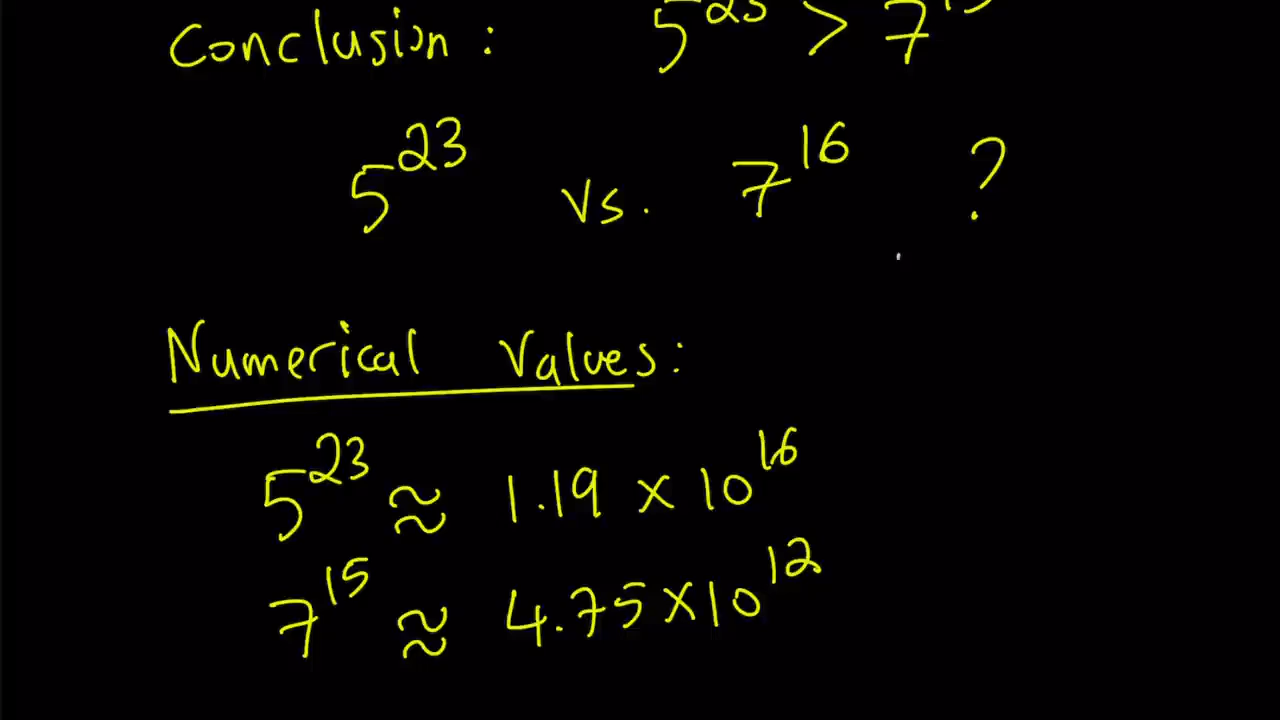 Conclusion: 5^23 > 7^15
5^23 vs. 7^16 ?
Numerical Values:
5^23 ≈ 1.19 x 10^16
7^15 ≈ 4.75 x 10^12